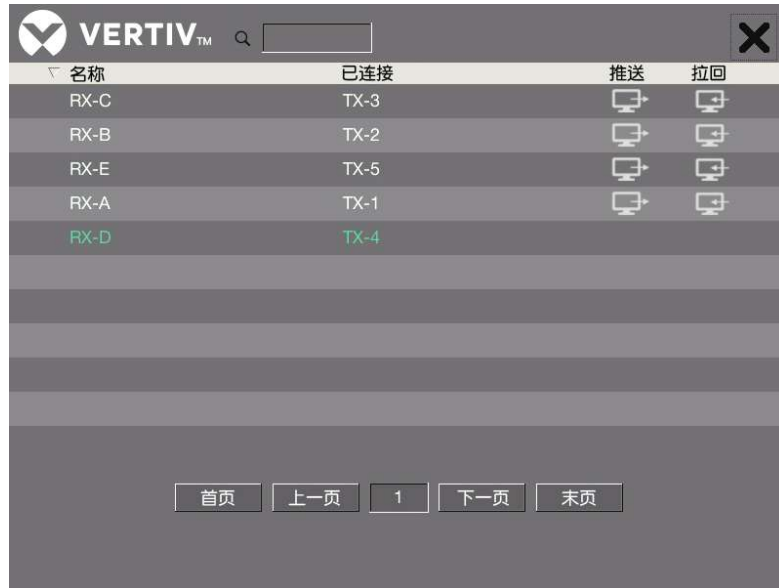 VERTIV™
名称 已连接 推送 拉回
RX-C TX-3
RX-B TX-2
RX-E TX-5
RX-A TX-1
RX-D TX-4
首页 上一页 1 下一页 末页